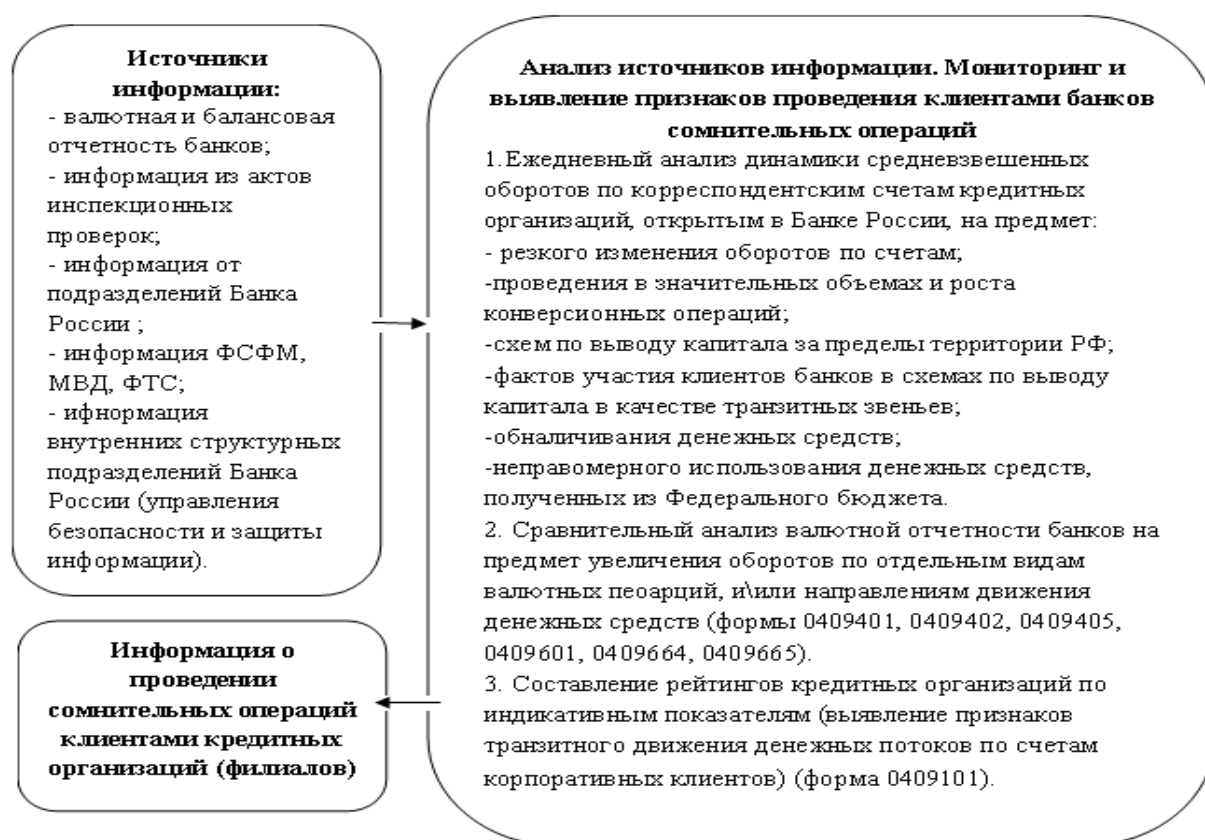 Источники
информации:
- валютная и балансовая
отчетность банков;
- информация из актов
инспекционных
проверок;
- информация от
подразделений Банка
России ;
- информация ФСФМ,
МВД, ФТС;
- ифнормация
внутренних структурных
подразделений Банка
России (управления
безопасности и защиты
информации).
Анализ источников информации. Мониторинг и
выявление признаков проведения клиентами банков
сомнительных операций
1.Ежедневный анализ динамики средневзвешенных
оборотов по корреспондентским счетам кредитных
организаций, открытым в Банке России, на предмет:
- резкого изменения оборотов по счетам;
-проведения в значительных объемах и роста
конверсионных операций;
-схем по выводу капитала за пределы территории РФ;
-фактов участия клиентов банков в схемах по выводу
капитала в качестве транзитных звеньев;
-обналичивания денежных средств;
-неправомерного использования денежных средств,
полученных из Федерального бюджета.
2. Сравнительный анализ валютной отчетности банков на
предмет увеличения оборотов по отдельным видам
валютных пеоарций, и\или направлениям движения
денежных средств (формы 0409401, 0409402, 0409405,
0409601, 0409664, 0409665).
3. Составление рейтингов кредитных организаций по
индикативным показателям (выявление признаков
транзитного движения денежных потоков по счетам
корпоративных клиентов) (форма 0409101).
Информация о
проведении
сомнительных операций
клиентами кредитных
организаций (филиалов)